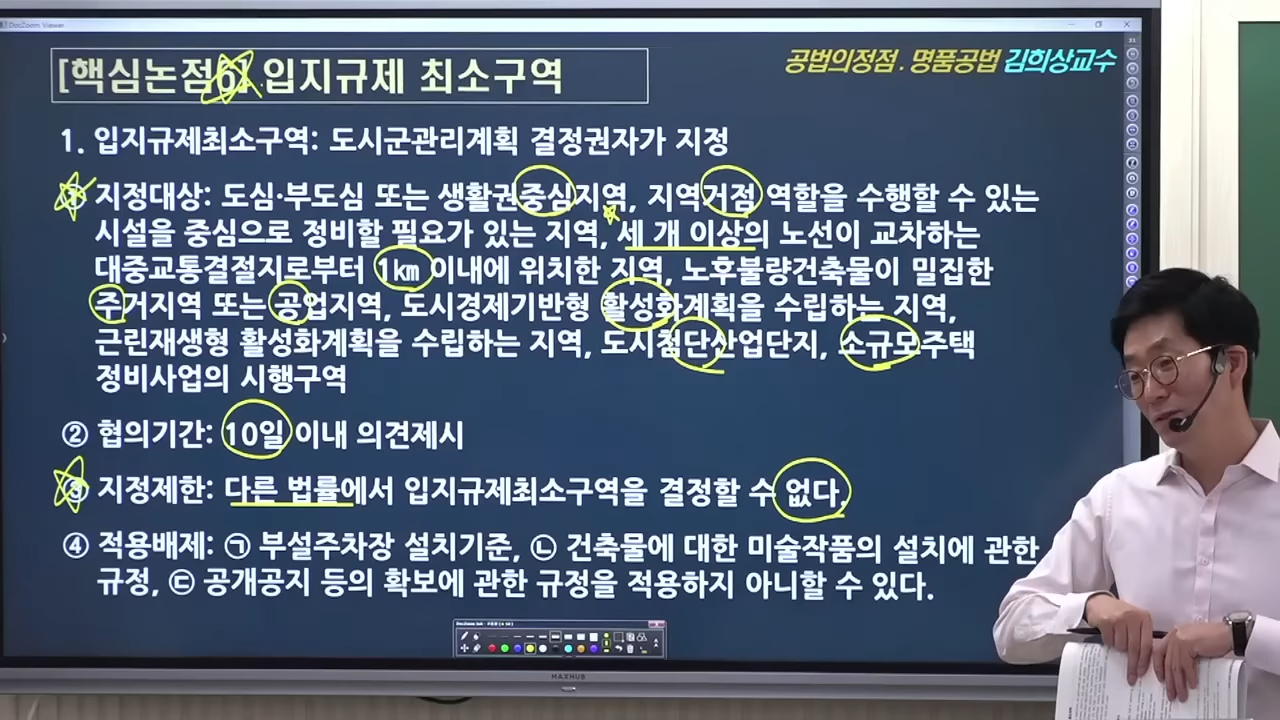 DocZoom Viewer
[핵심논점6] 입지규제 최소구역
공법의정점. 명품공법 김희상교수
1. 입지규제최소구역: 도시군관리계획 결정권자가 지정
① 지정대상: 도심·부도심 또는 생활권중심지역, 지역거점 역할을 수행할 수 있는
시설을 중심으로 정비할 필요가 있는 지역, 세 개 이상의 노선이 교차하는
대중교통결절지로부터 1㎞ 이내에 위치한 지역, 노후불량건축물이 밀집한
주거지역 또는 공업지역, 도시경제기반형 활성화계획을 수립하는 지역,
근린재생형 활성화계획을 수립하는 지역, 도시첨단산업단지, 소규모주택
정비사업의 시행구역
② 협의기간: 10일 이내 의견제시
③ 지정제한: 다른 법률에서 입지규제최소구역을 결정할 수 없다.
④ 적용배제: ㉠ 부설주차장 설치기준, ㉡ 건축물에 대한 미술작품의 설치에 관한
규정, ㉢ 공개공지 등의 확보에 관한 규정을 적용하지 아니할 수 있다.
MAXHUB